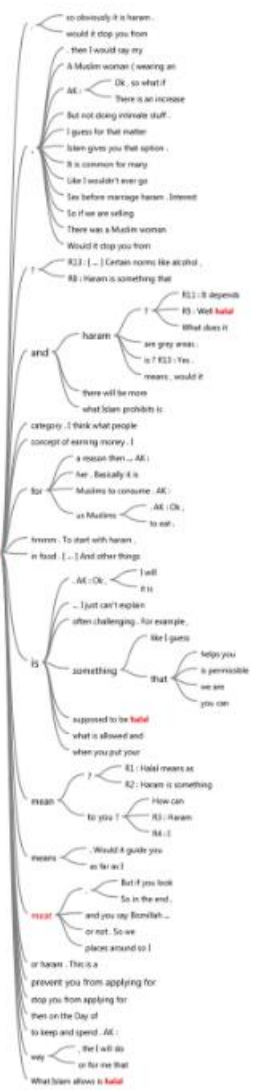 . so obviously it is haram .
would it stop you from
. then I would say my
A Muslim woman ( wearing an
AK : Ok , so what if
There is an increase
But not doing intimate stuff .
I guess for that matter
Islam gives you that option .
It is common for many
Like I wouldn't ever go
Sex before marriage haram . Interest
So if we are selling
There was a Muslim woman
Would it stop you from
? R13 : [ ... ] Certain norms like alcohol ,
R8 : Haram is something that
and haram ? R11 : It depends
R5 : Well halal
What does it
are grey areas .
is ? R13 : Yes .
means , would it
there will be more
what Islam prohibits is
category . I think what people
concept of earning money . I
for a reason then ... AK :
her . Basically it is
Muslims to consume . AK :
us Muslims . AK : Ok ,
to eat .
hmmm . To start with haram ,
in food . [ ... ] And other things
is . AK : Ok , I will
it is
... I just can't explain
often challenging . For example ,
something like I guess
that helps you
is permissible
we are
you can
supposed to be halal
what is allowed and
when you put your
mean ? R1 : Halal means as
R2 : Haram is something
to you ? How can
R3 : Haram
R4 : I
means . Would it guide you
as far as I
meat . But if you look
So in the end ,
and you say Bismillah ...
or not . So we
places around so I
or haram . This is a
prevent you from applying for
stop you from applying for
then on the Day of
to keep and spend . AK :
way , the I will do
or for me that
What Islam allows is halal